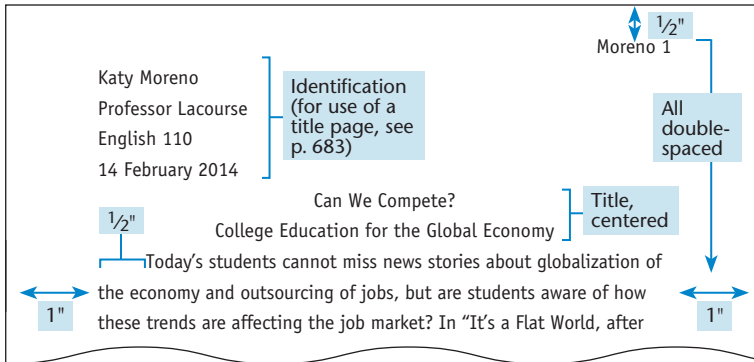 ½"
Moreno 1
Katy Moreno
Professor Lacourse
English 110
14 February 2014
Identification
(for use of a
title page, see
p. 683)
All
double-
spaced
Can We Compete?
College Education for the Global Economy
Title,
centered
½"
Today's students cannot miss news stories about globalization of
the economy and outsourcing of jobs, but are students aware of how
these trends are affecting the job market? In “It's a Flat World, after
1"
1"